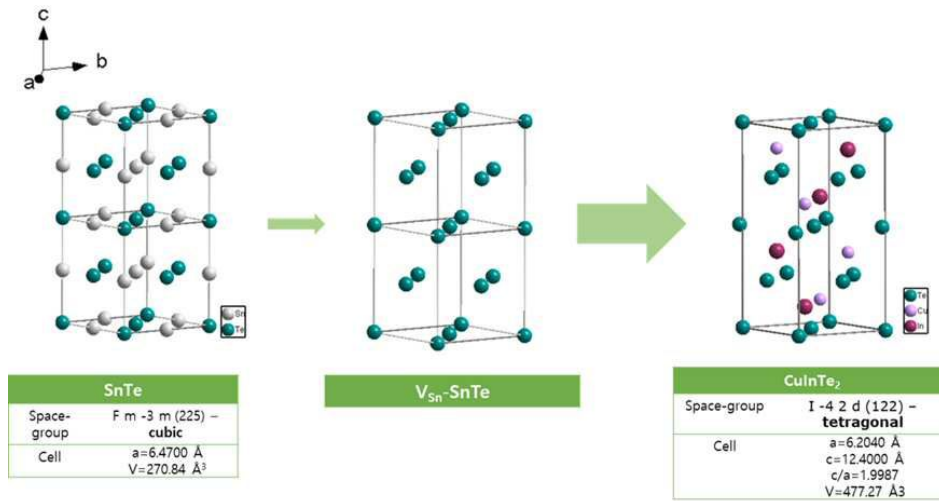 c
b
a
Sn
Te
Te
Cu
In
SnTe
Space-group
F m -3 m (225) –
cubic
Cell
a=6.4700 Å
V=270.84 Å³
V_Sn-SnTe
CuInTe₂
Space-group
I -4 2 d (122) –
tetragonal
Cell
a=6.2040 Å
c=12.4000 Å
c/a=1.9987
V=477.27 Å3